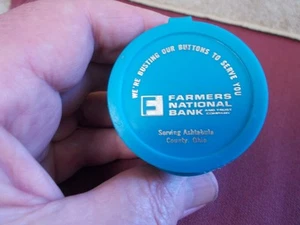 WE'RE BUSTING OUR BUTTONS TO SERVE YOU
F
FARMERS
NATIONAL
BANK AND TRUST
COMPANY
Serving Ashtabula
County, Ohio